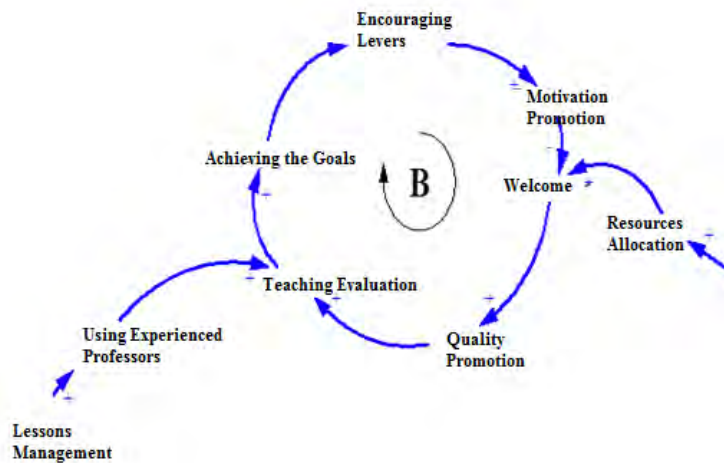 Encouraging
Levers
+
Motivation
Promotion
-
Achieving the Goals
+
B
Welcome
+
Resources
Allocation
+
Teaching Evaluation
+
+
+
Using Experienced
Professors
Quality
Promotion
+
Lessons
Management